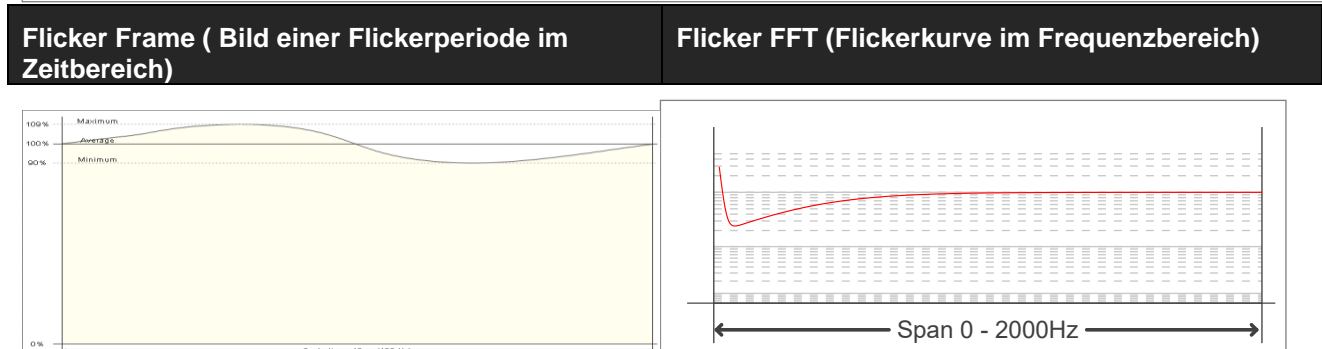 Flicker Frame ( Bild einer Flickerperiode im
Zeitbereich)
Flicker FFT (Flickerkurve im Frequenzbereich)
109%
Maximum
100%
Average
90%
Minimum
0%
Span 0 - 2000Hz